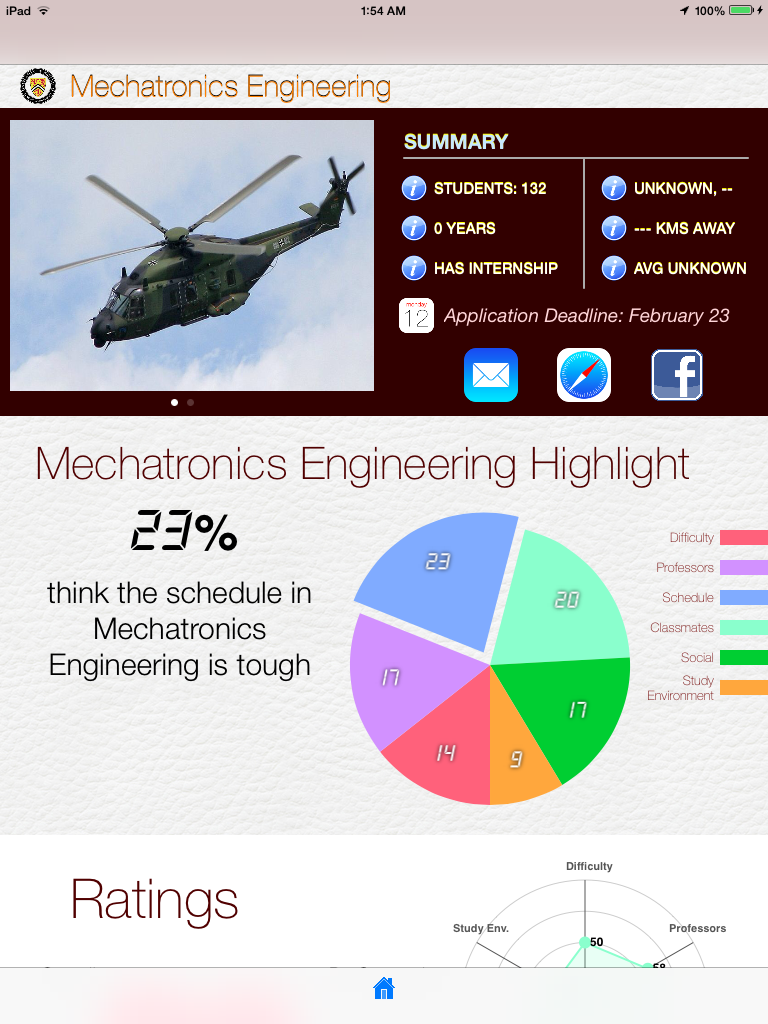 iPad 1:54 AM 100%
Mechatronics Engineering
SUMMARY
STUDENTS: 132
UNKNOWN, --
0 YEARS
--- KMS AWAY
HAS INTERNSHIP
AVG UNKNOWN
monday
12
Application Deadline: February 23
Mechatronics Engineering Highlight
23%
think the schedule in
Mechatronics
Engineering is tough
23
20
17
17
14
9
Difficulty
Professors
Schedule
Classmates
Social
Study
Environment
Ratings
Difficulty
Study Env.
Professors
50
58